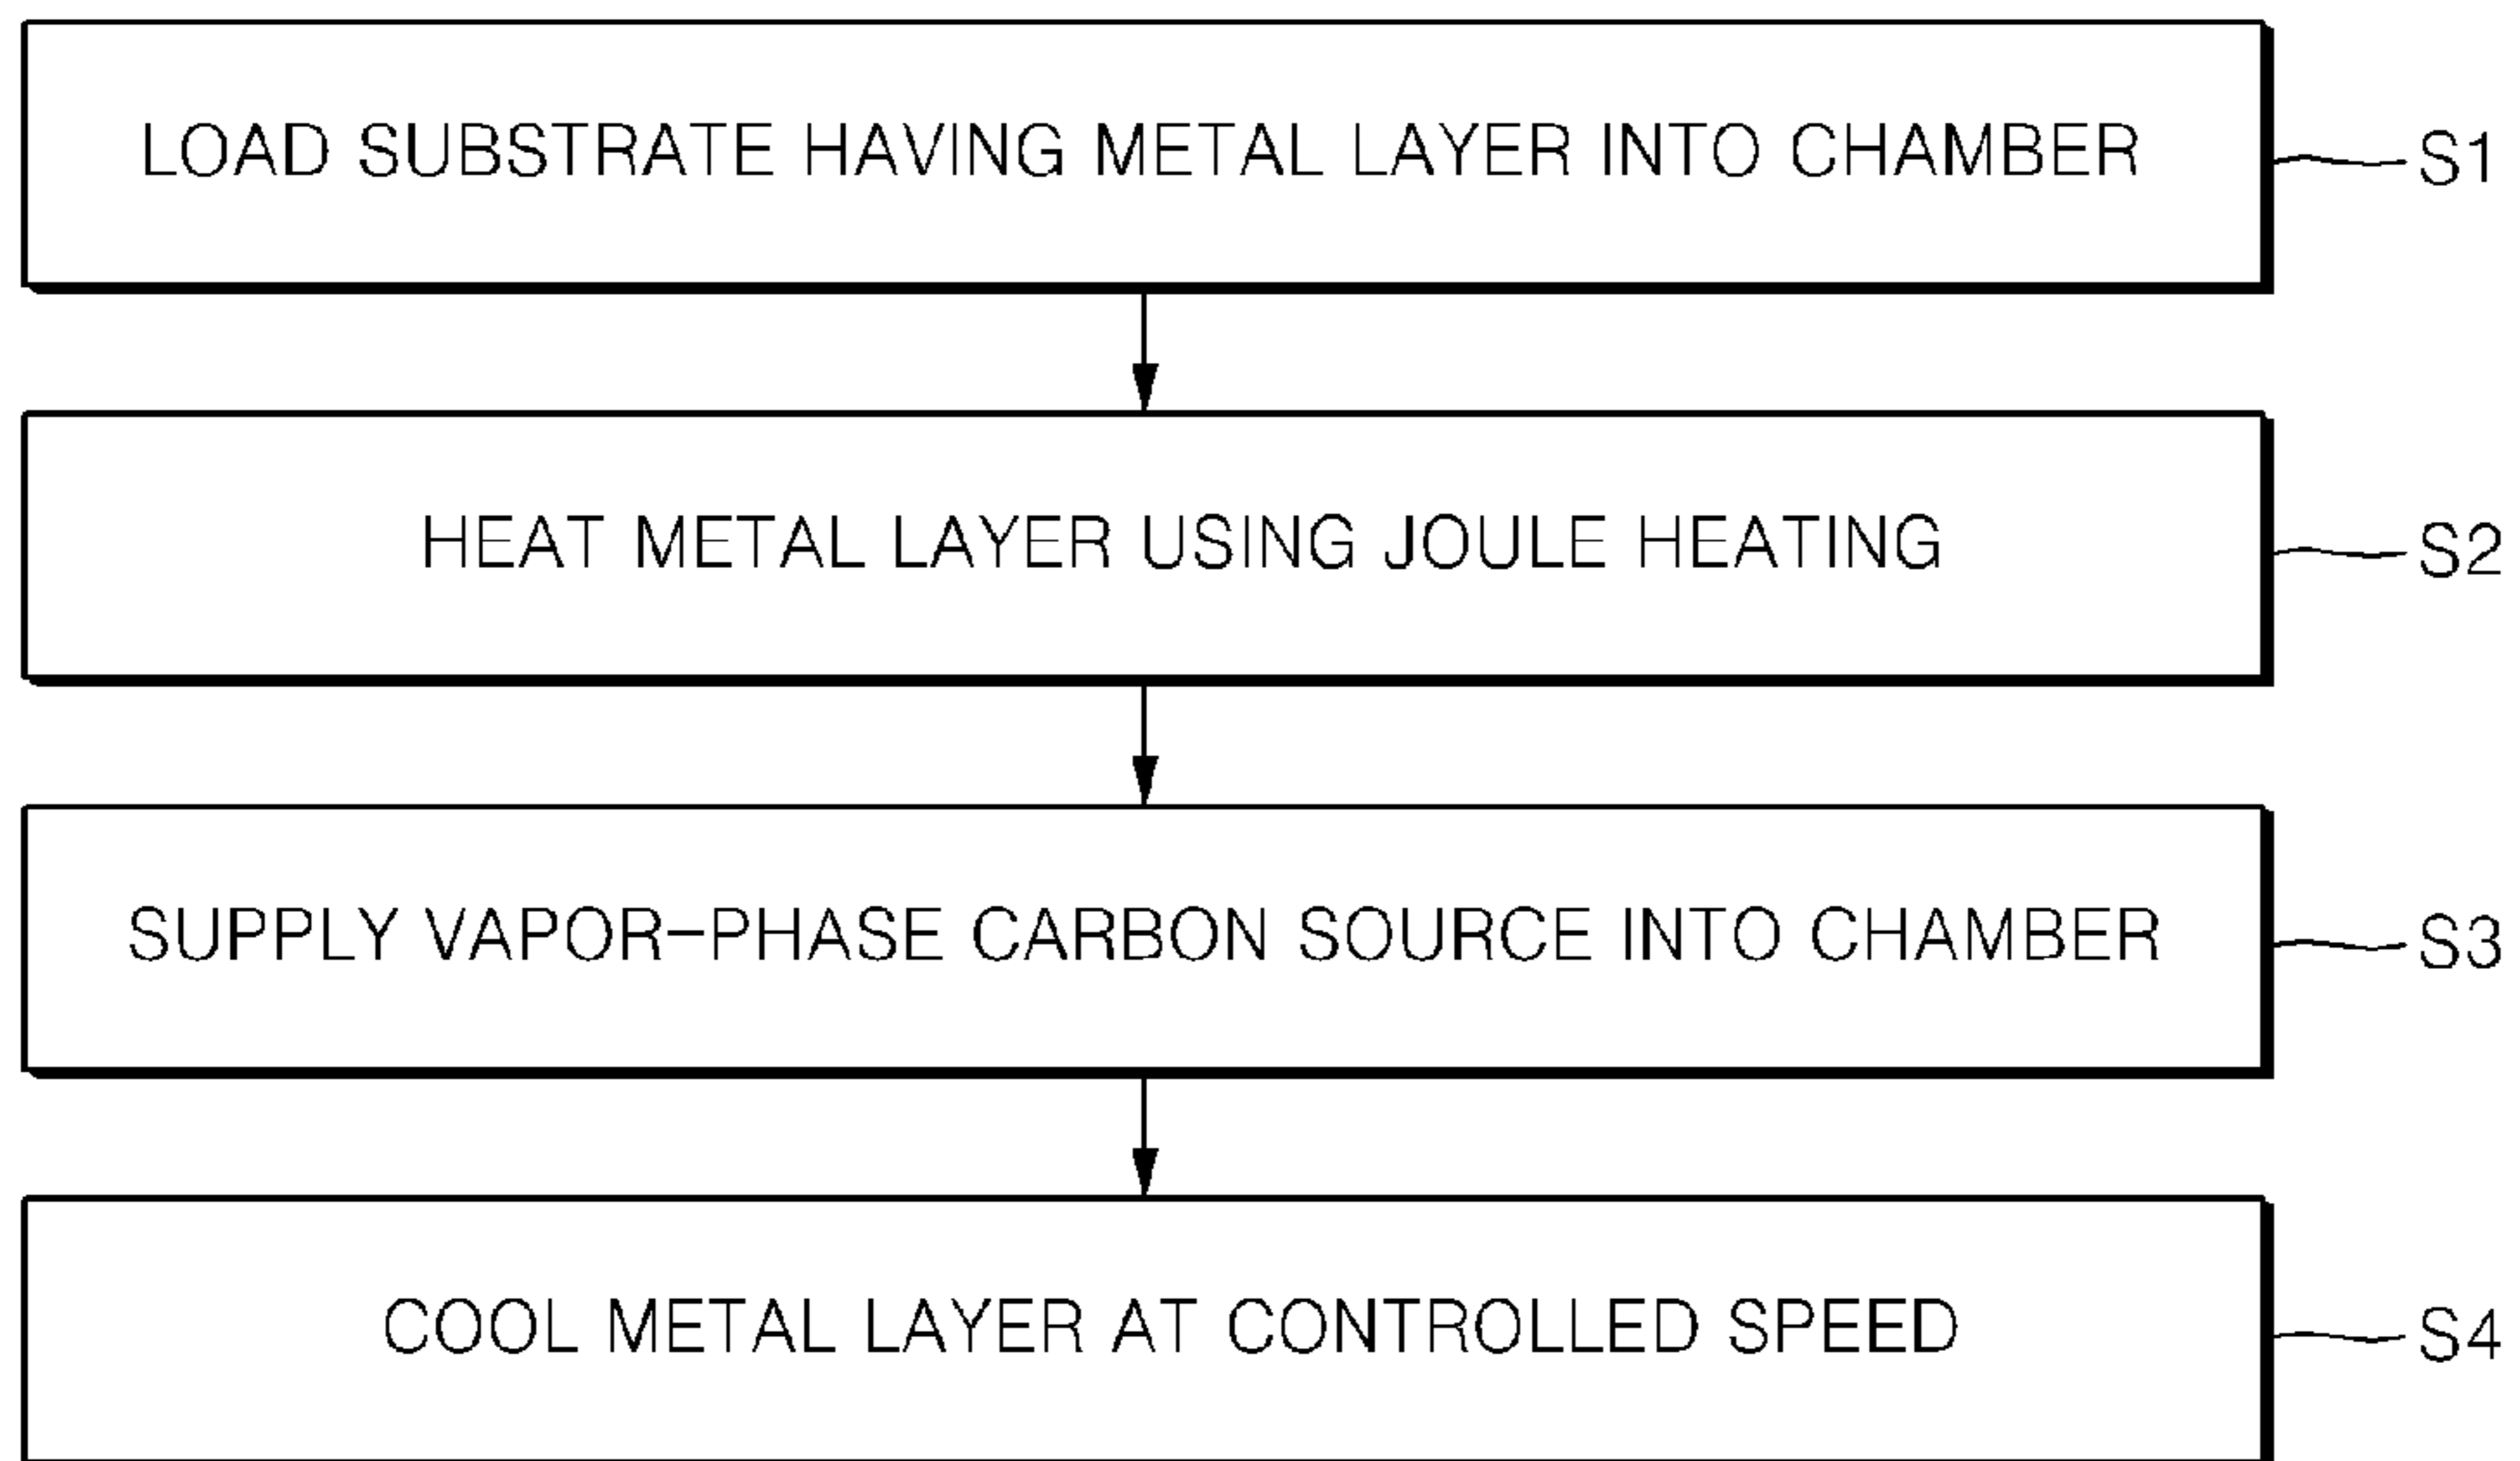 LOAD SUBSTRATE HAVING METAL LAYER INTO CHAMBER
S1
HEAT METAL LAYER USING JOULE HEATING
S2
SUPPLY VAPOR-PHASE CARBON SOURCE INTO CHAMBER
S3
COOL METAL LAYER AT CONTROLLED SPEED
S4